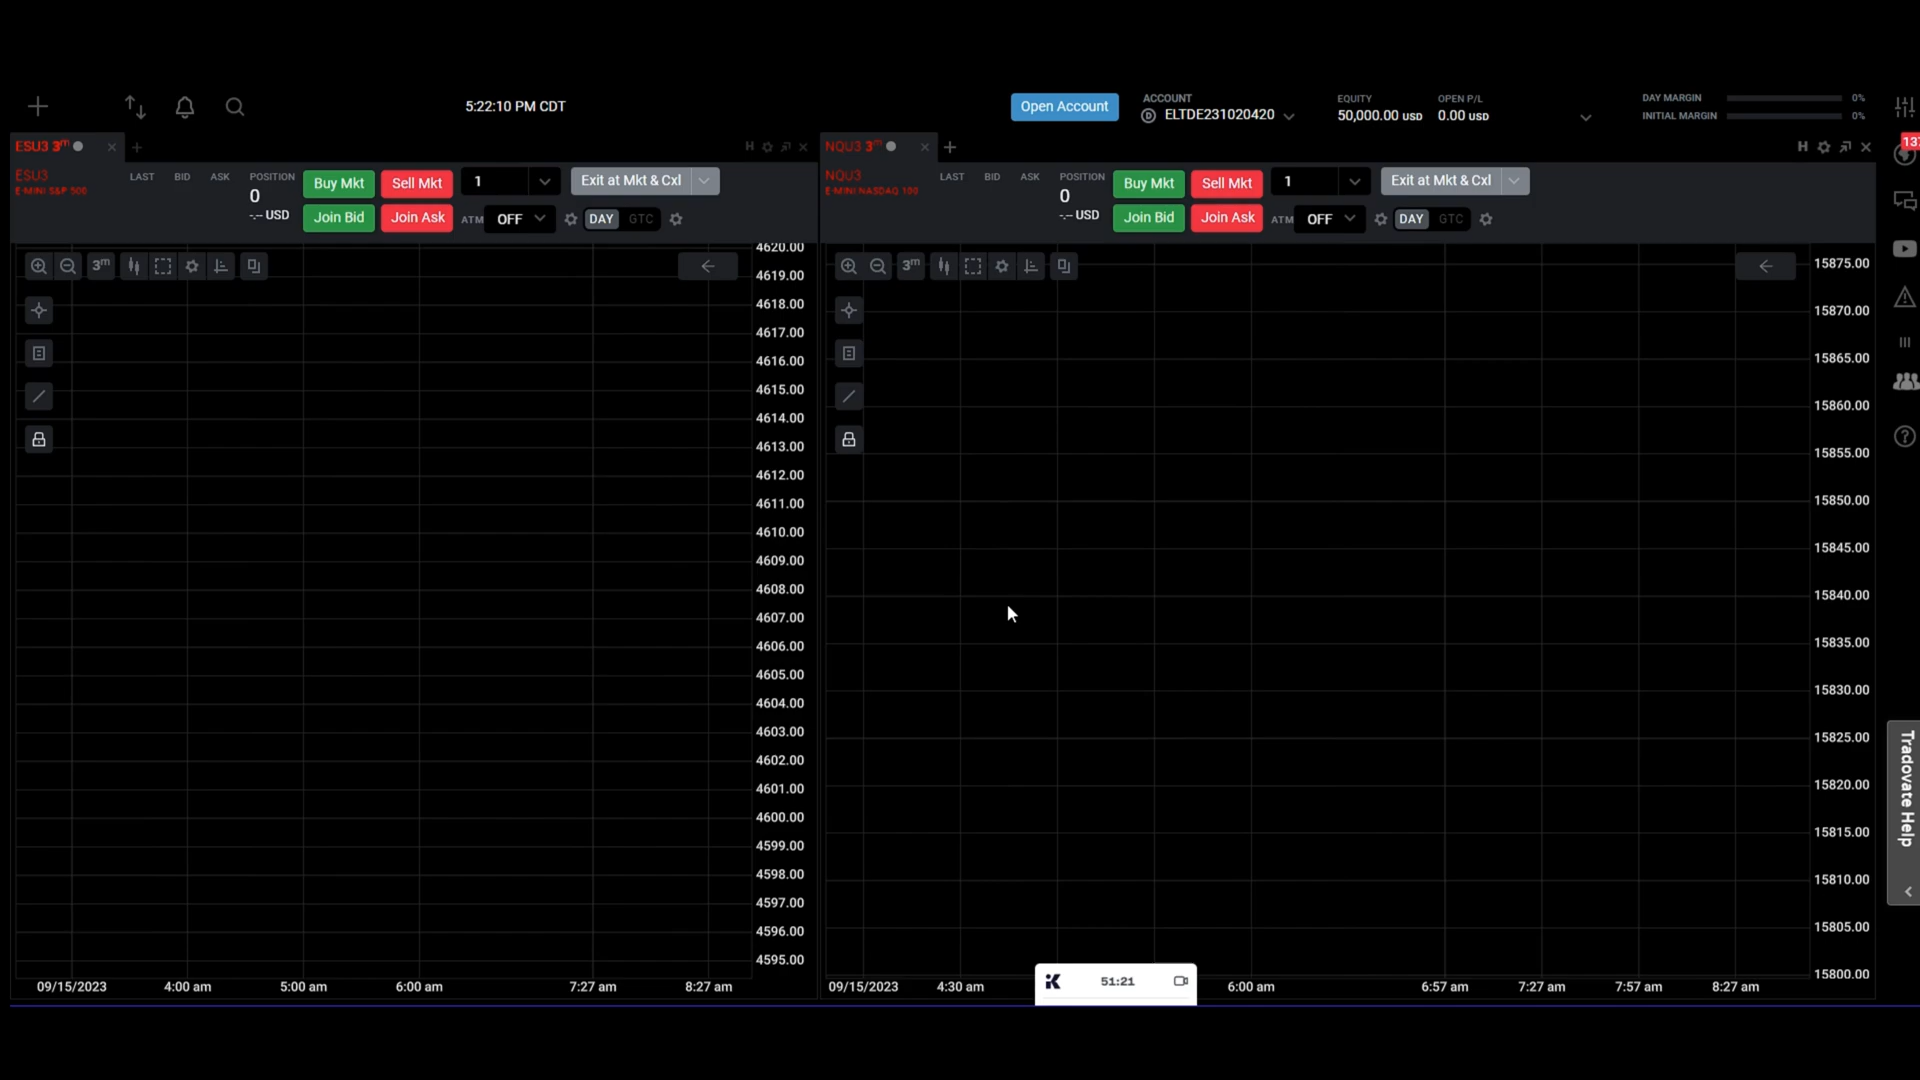 5:22:10 PM CDT
Open Account
ACCOUNT
D ELTDE231020420
EQUITY
50,000.00 USD
OPEN P/L
0.00 USD
DAY MARGIN 0%
INITIAL MARGIN 0%
137
ESU3 3m
H
ESU3
E-MINI S&P 500
LAST BID ASK POSITION
0
-.-- USD
Buy Mkt Sell Mkt 1 Exit at Mkt & Cxl
Join Bid Join Ask ATM OFF DAY GTC
3m
4620.00
4619.00
4618.00
4617.00
4616.00
4615.00
4614.00
4613.00
4612.00
4611.00
4610.00
4609.00
4608.00
4607.00
4606.00
4605.00
4604.00
4603.00
4602.00
4601.00
4600.00
4599.00
4598.00
4597.00
4596.00
4595.00
09/15/2023 4:00 am 5:00 am 6:00 am 7:27 am 8:27 am
NQU3 3m
H
NQU3
E-MINI NASDAQ 100
LAST BID ASK POSITION
0
-.-- USD
Buy Mkt Sell Mkt 1 Exit at Mkt & Cxl
Join Bid Join Ask ATM OFF DAY GTC
3m
15875.00
15870.00
15865.00
15860.00
15855.00
15850.00
15845.00
15840.00
15835.00
15830.00
15825.00
15820.00
15815.00
15810.00
15805.00
15800.00
09/15/2023 4:30 am 6:00 am 6:57 am 7:27 am 7:57 am 8:27 am
51:21
Tradovate Help